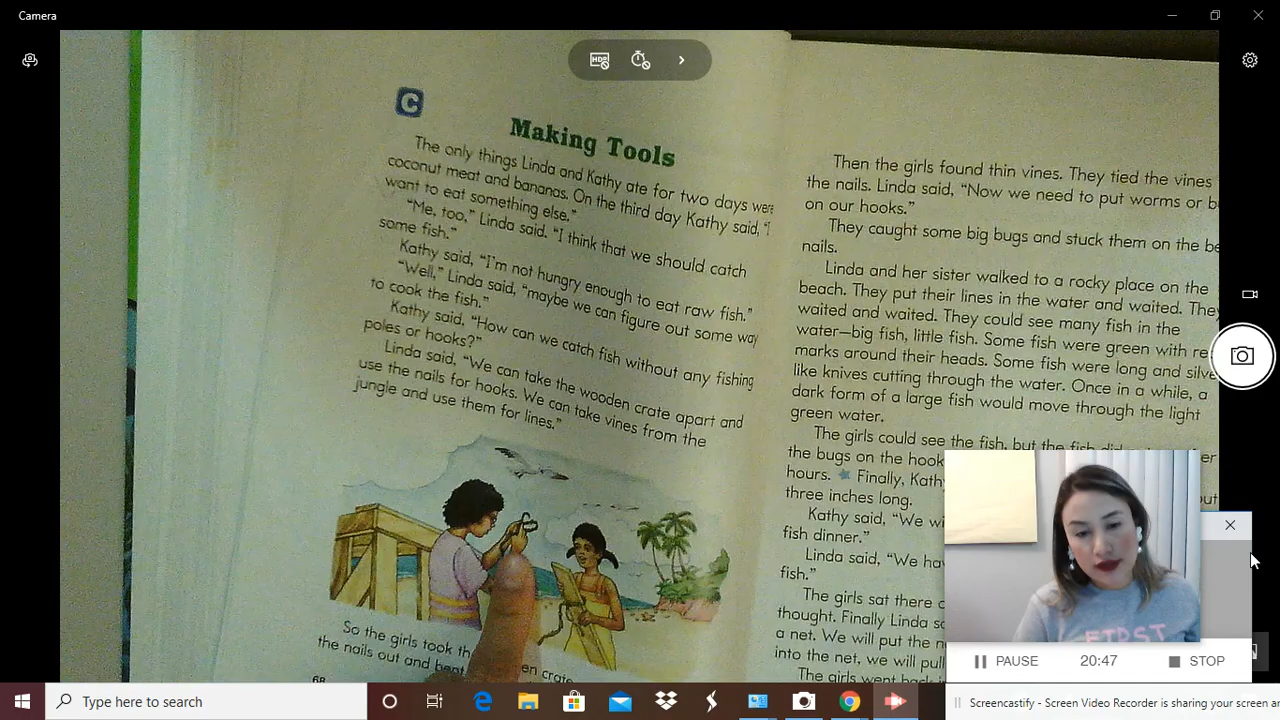 Camera
C
Making Tools
The only things Linda and Kathy ate for two days were
coconut meat and bananas. On the third day Kathy said, "I
want to eat something else."
"Me, too," Linda said. "I think that we should catch
some fish."
Kathy said, "I'm not hungry enough to eat raw fish."
"Well," Linda said, "maybe we can figure out some way
to cook the fish."
Kathy said, "How can we catch fish without any fishing
poles or hooks?"
Linda said, "We can take the wooden crate apart and
use the nails for hooks. We can take vines from the
jungle and use them for lines."
So the girls took crate
the nails out and bent
68
Then the girls found thin vines. They tied the vines
the nails. Linda said, "Now we need to put worms or
on our hooks."
They caught some big bugs and stuck them on the
nails.
Linda and her sister walked to a rocky place on the
beach. They put their lines in the water and waited. They
waited and waited. They could see many fish in the
water—big fish, little fish. Some fish were green with
marks around their heads. Some fish were long and
like knives cutting through the water. Once in a while, a
dark form of a large fish would move through the light
green water.
The girls could see the fish, but the fish
the bugs on the
hours. Finally,
three inches long.
Kathy said, "We
fish dinner."
Linda said, "We
fish."
The girls sat there
thought. Finally Linda
a net. We will put the
into the net, we will pull
The girls went back
FIRST
PAUSE 20:47 STOP
Type here to search
Screencastify - Screen Video Recorder is sharing your screen